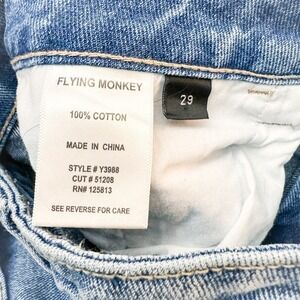 FLYING MONKEY
100% COTTON
MADE IN CHINA
STYLE # Y3988
CUT # 51208
RN# 125813
SEE REVERSE FOR CARE
29